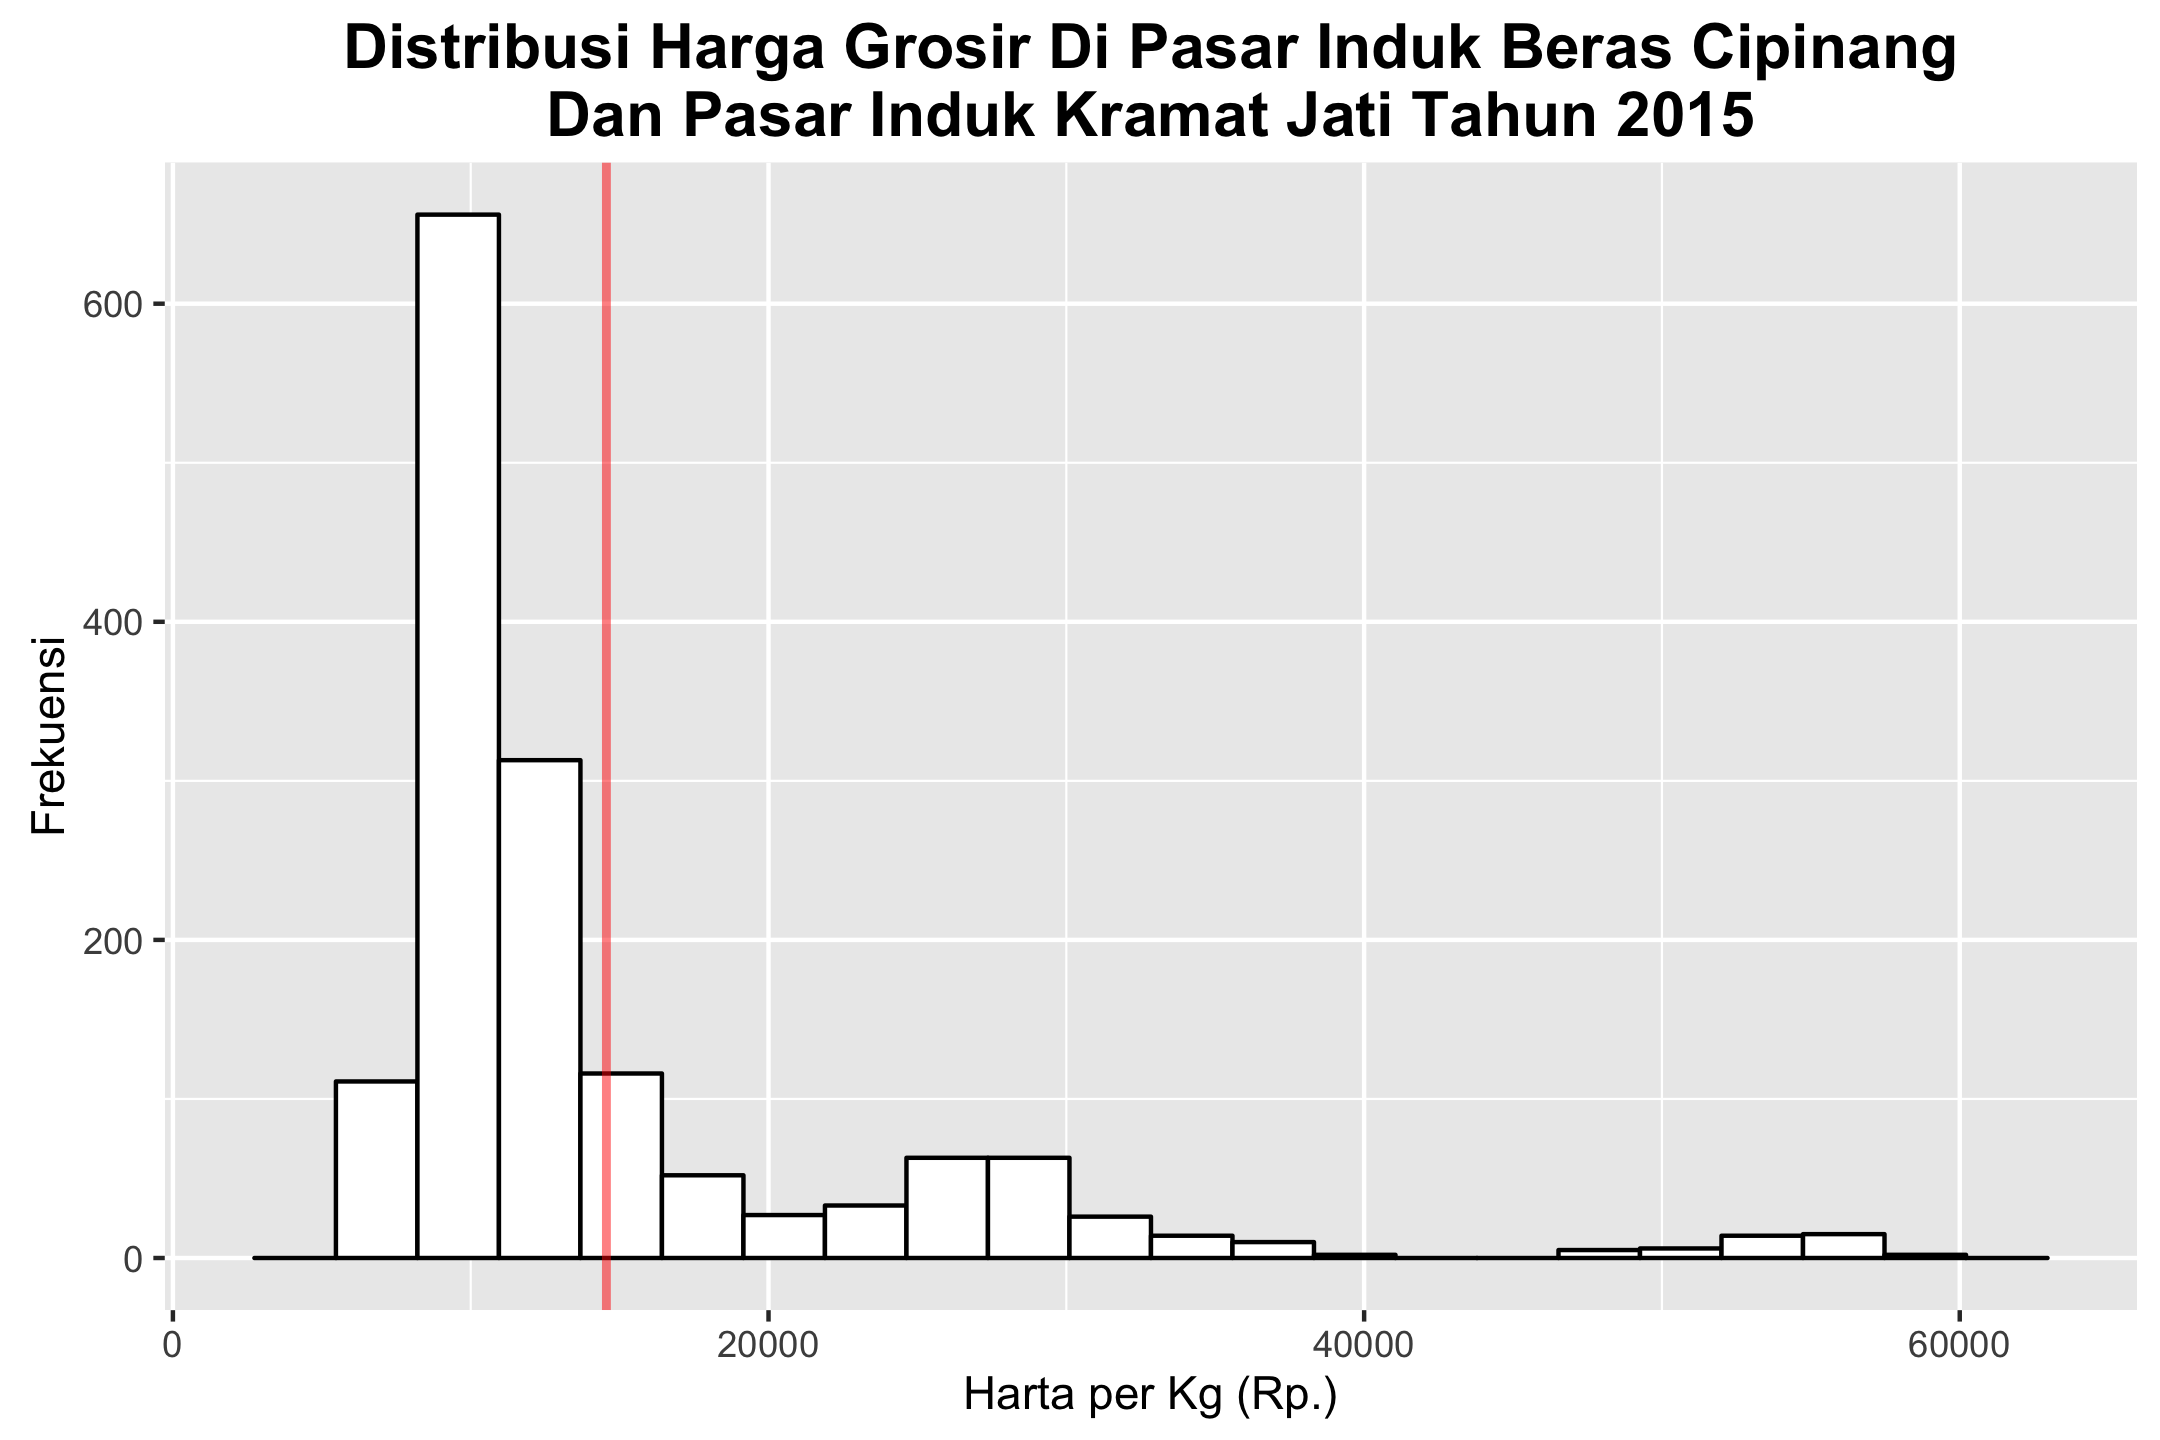 Distribusi Harga Grosir Di Pasar Induk Beras Cipinang
Dan Pasar Induk Kramat Jati Tahun 2015
Frekuensi
600
400
200
0
0
20000
40000
60000
Harta per Kg (Rp.)